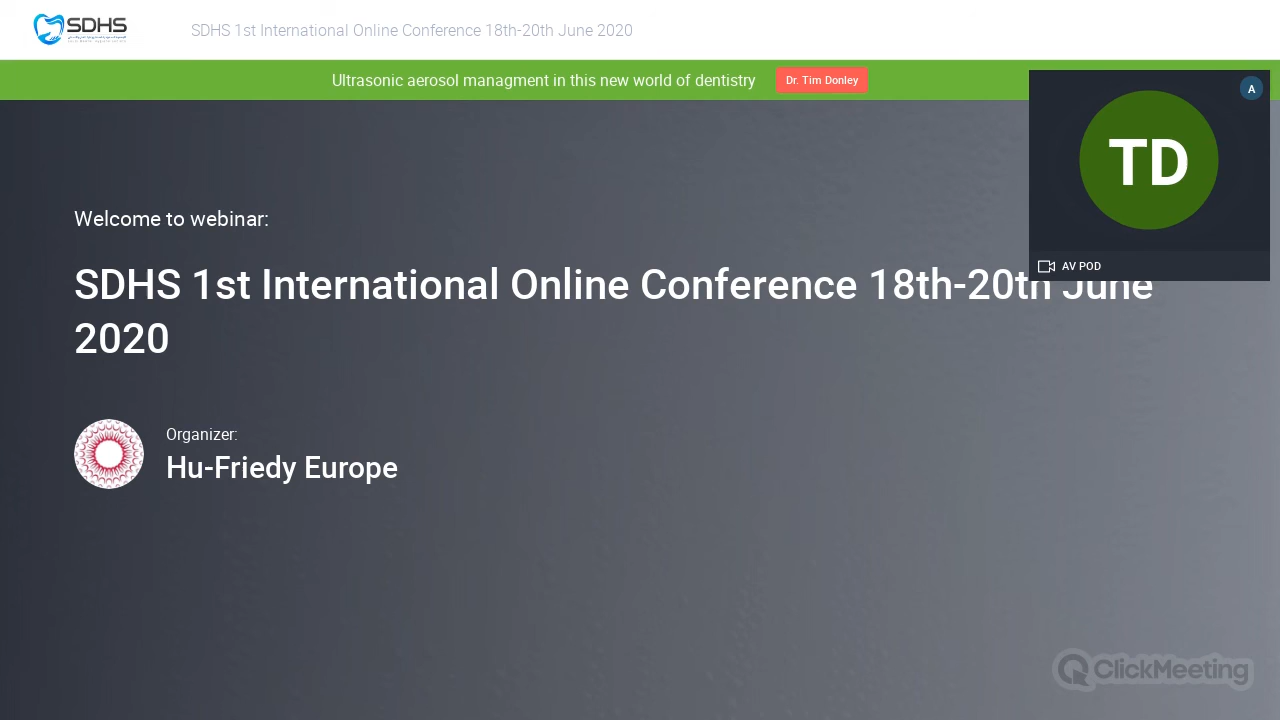 SDHS
SDHS 1st International Online Conference 18th-20th June 2020
Ultrasonic aerosol managment in this new world of dentistry
Dr. Tim Donley
A
TD
AV POD
Welcome to webinar:
SDHS 1st International Online Conference 18th-20th June
2020
Organizer:
Hu-Friedy Europe
ClickMeeting